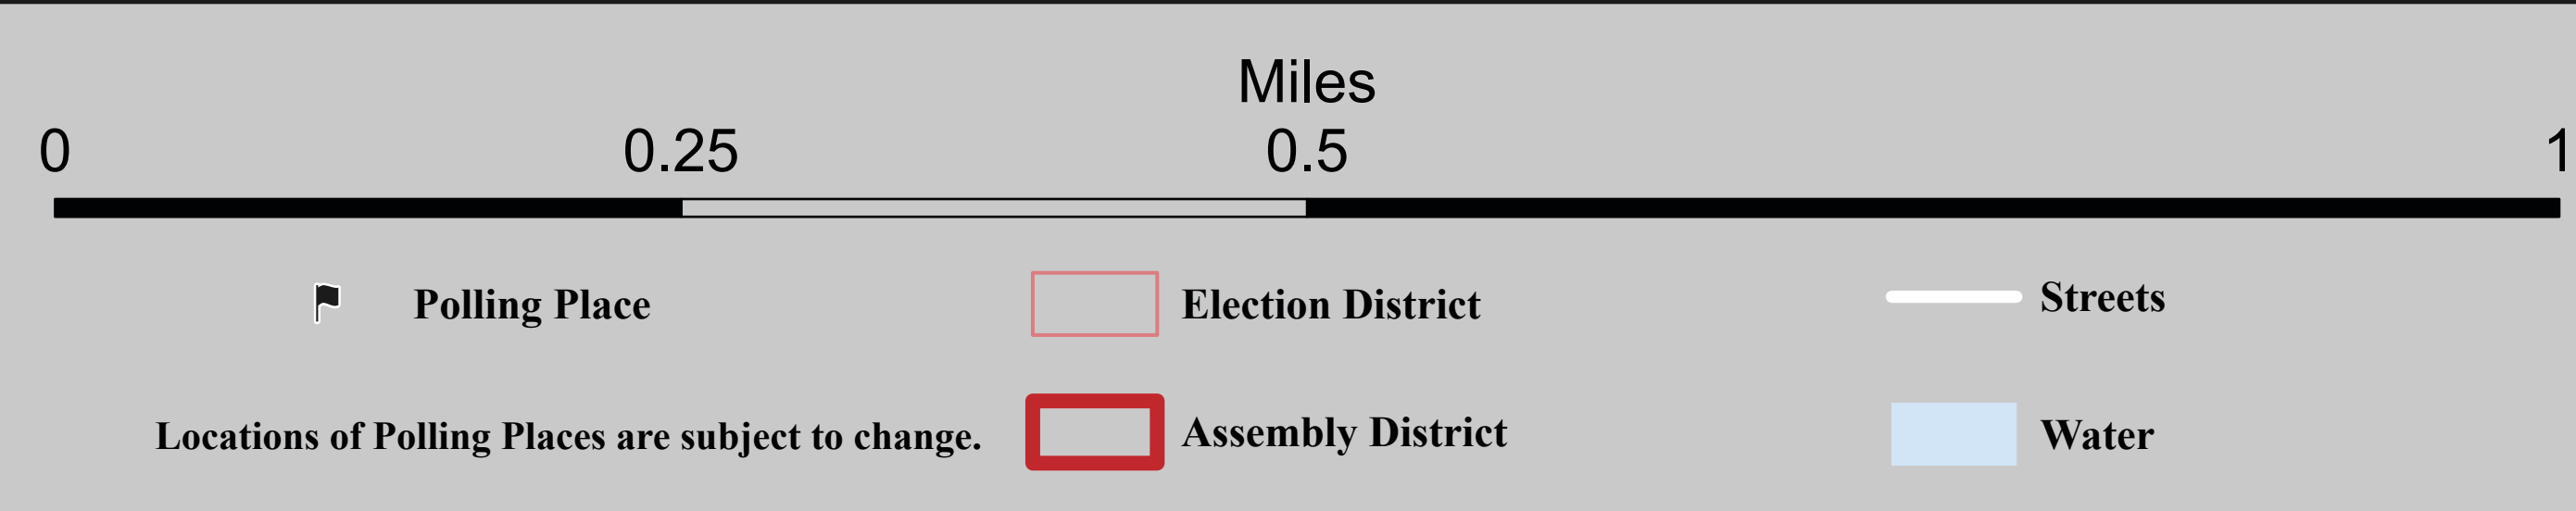 Miles
0 0.25 0.5 1
Polling Place Election District Streets
Locations of Polling Places are subject to change. Assembly District Water